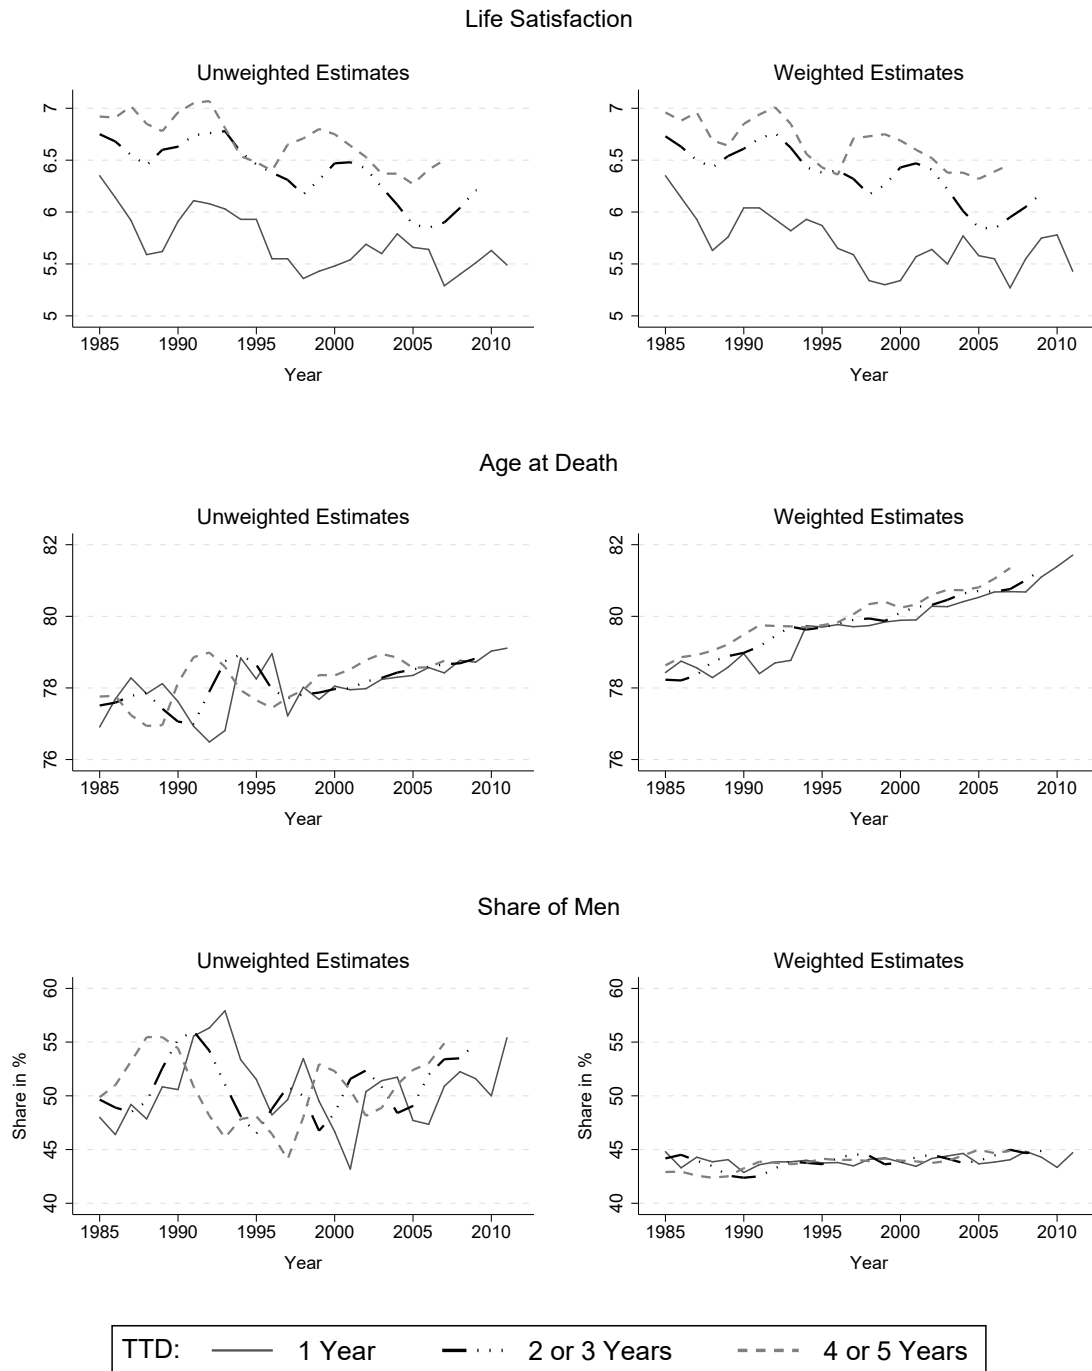 Life Satisfaction
Unweighted Estimates
7
6.5
6
5.5
5
1985 1990 1995 2000 2005 2010
Year
Weighted Estimates
7
6.5
6
5.5
5
1985 1990 1995 2000 2005 2010
Year
Age at Death
Unweighted Estimates
82
80
78
76
1985 1990 1995 2000 2005 2010
Year
Weighted Estimates
82
80
78
76
1985 1990 1995 2000 2005 2010
Year
Share of Men
Unweighted Estimates
Share in %
60
55
50
45
40
1985 1990 1995 2000 2005 2010
Year
Weighted Estimates
Share in %
60
55
50
45
40
1985 1990 1995 2000 2005 2010
Year
TTD: 1 Year 2 or 3 Years 4 or 5 Years